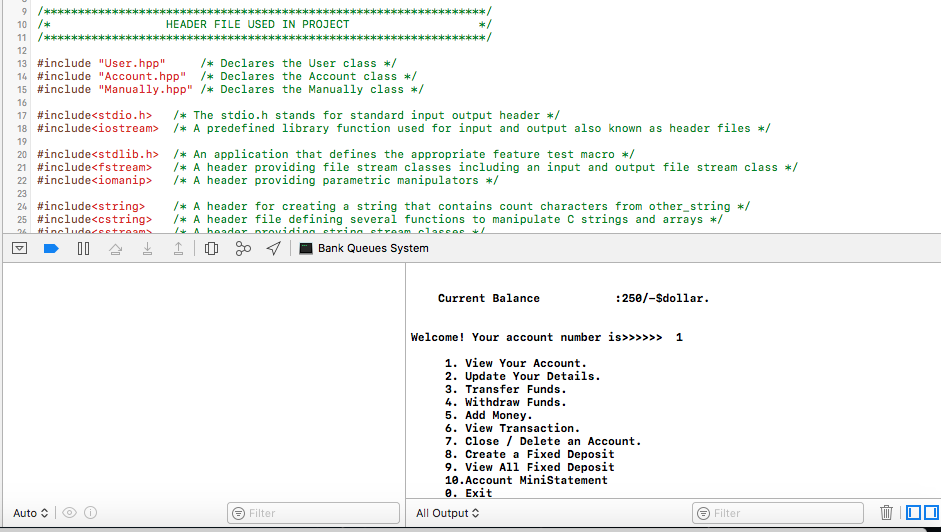 8
9 /*****************************************************************/
10 /* HEADER FILE USED IN PROJECT */
11 /*****************************************************************/
12
13 #include "User.hpp" /* Declares the User class */
14 #include "Account.hpp" /* Declares the Account class */
15 #include "Manually.hpp" /* Declares the Manually class */
16
17 #include<stdio.h> /* The stdio.h stands for standard input output header */
18 #include<iostream> /* A predefined library function used for input and output also known as header files */
19
20 #include<stdlib.h> /* An application that defines the appropriate feature test macro */
21 #include<fstream> /* A header providing file stream classes including an input and output file stream class */
22 #include<iomanip> /* A header providing parametric manipulators */
23
24 #include<string> /* A header for creating a string that contains count characters from other_string */
25 #include<cstring> /* A header file defining several functions to manipulate C strings and arrays */
26 #include<sstream> /* A header providing string stream classes */
Bank Queues System
Current Balance :250/-$dollar.
Welcome! Your account number is>>>>>> 1
1. View Your Account.
2. Update Your Details.
3. Transfer Funds.
4. Withdraw Funds.
5. Add Money.
6. View Transaction.
7. Close / Delete an Account.
8. Create a Fixed Deposit
9. View All Fixed Deposit
10.Account MiniStatement
0. Exit
Auto Filter All Output Filter